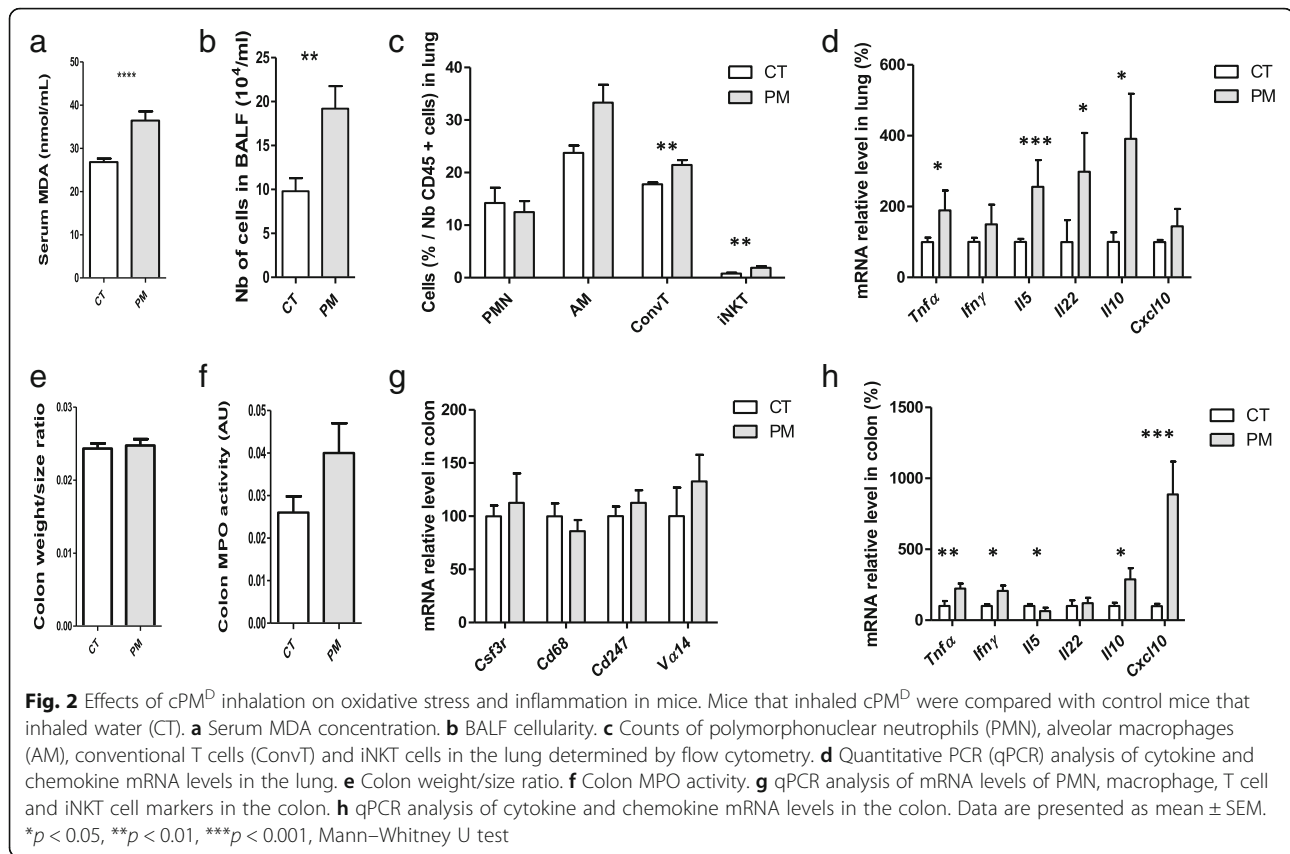 a
****
Serum MDA (nmol/mL)
50
40
30
20
10
0
CT
PM
b
**
Nb of cells in BALF (10⁴/ml)
25
20
15
10
5
0
CT
PM
c
Cells (% / Nb CD45 + cells) in lung
40
30
20
10
0
CT
PM
**
**
PMN
AM
ConvT
iNKT
d
mRNA relative level in lung (%)
600
400
200
0
CT
PM
*
***
*
*
Tnfα
Ifnγ
Il5
Il22
Il10
Cxcl10
e
Colon weight/size ratio
0.03
0.02
0.01
0.00
CT
PM
f
Colon MPO activity (AU)
0.05
0.04
0.03
0.02
0.01
0.00
CT
PM
g
mRNA relative level in colon
200
150
100
50
0
CT
PM
Csf3r
Cd68
Cd247
Vα14
h
mRNA relative level in colon (%)
1500
1000
500
0
CT
PM
**
*
*
*
***
Tnfα
Ifnγ
Il5
Il22
Il10
Cxcl10
Fig. 2 Effects of cPMᴰ inhalation on oxidative stress and inflammation in mice. Mice that inhaled cPMᴰ were compared with control mice that
inhaled water (CT). a Serum MDA concentration. b BALF cellularity. c Counts of polymorphonuclear neutrophils (PMN), alveolar macrophages
(AM), conventional T cells (ConvT) and iNKT cells in the lung determined by flow cytometry. d Quantitative PCR (qPCR) analysis of cytokine and
chemokine mRNA levels in the lung. e Colon weight/size ratio. f Colon MPO activity. g qPCR analysis of mRNA levels of PMN, macrophage, T cell
and iNKT cell markers in the colon. h qPCR analysis of cytokine and chemokine mRNA levels in the colon. Data are presented as mean ± SEM.
*p < 0.05, **p < 0.01, ***p < 0.001, Mann–Whitney U test